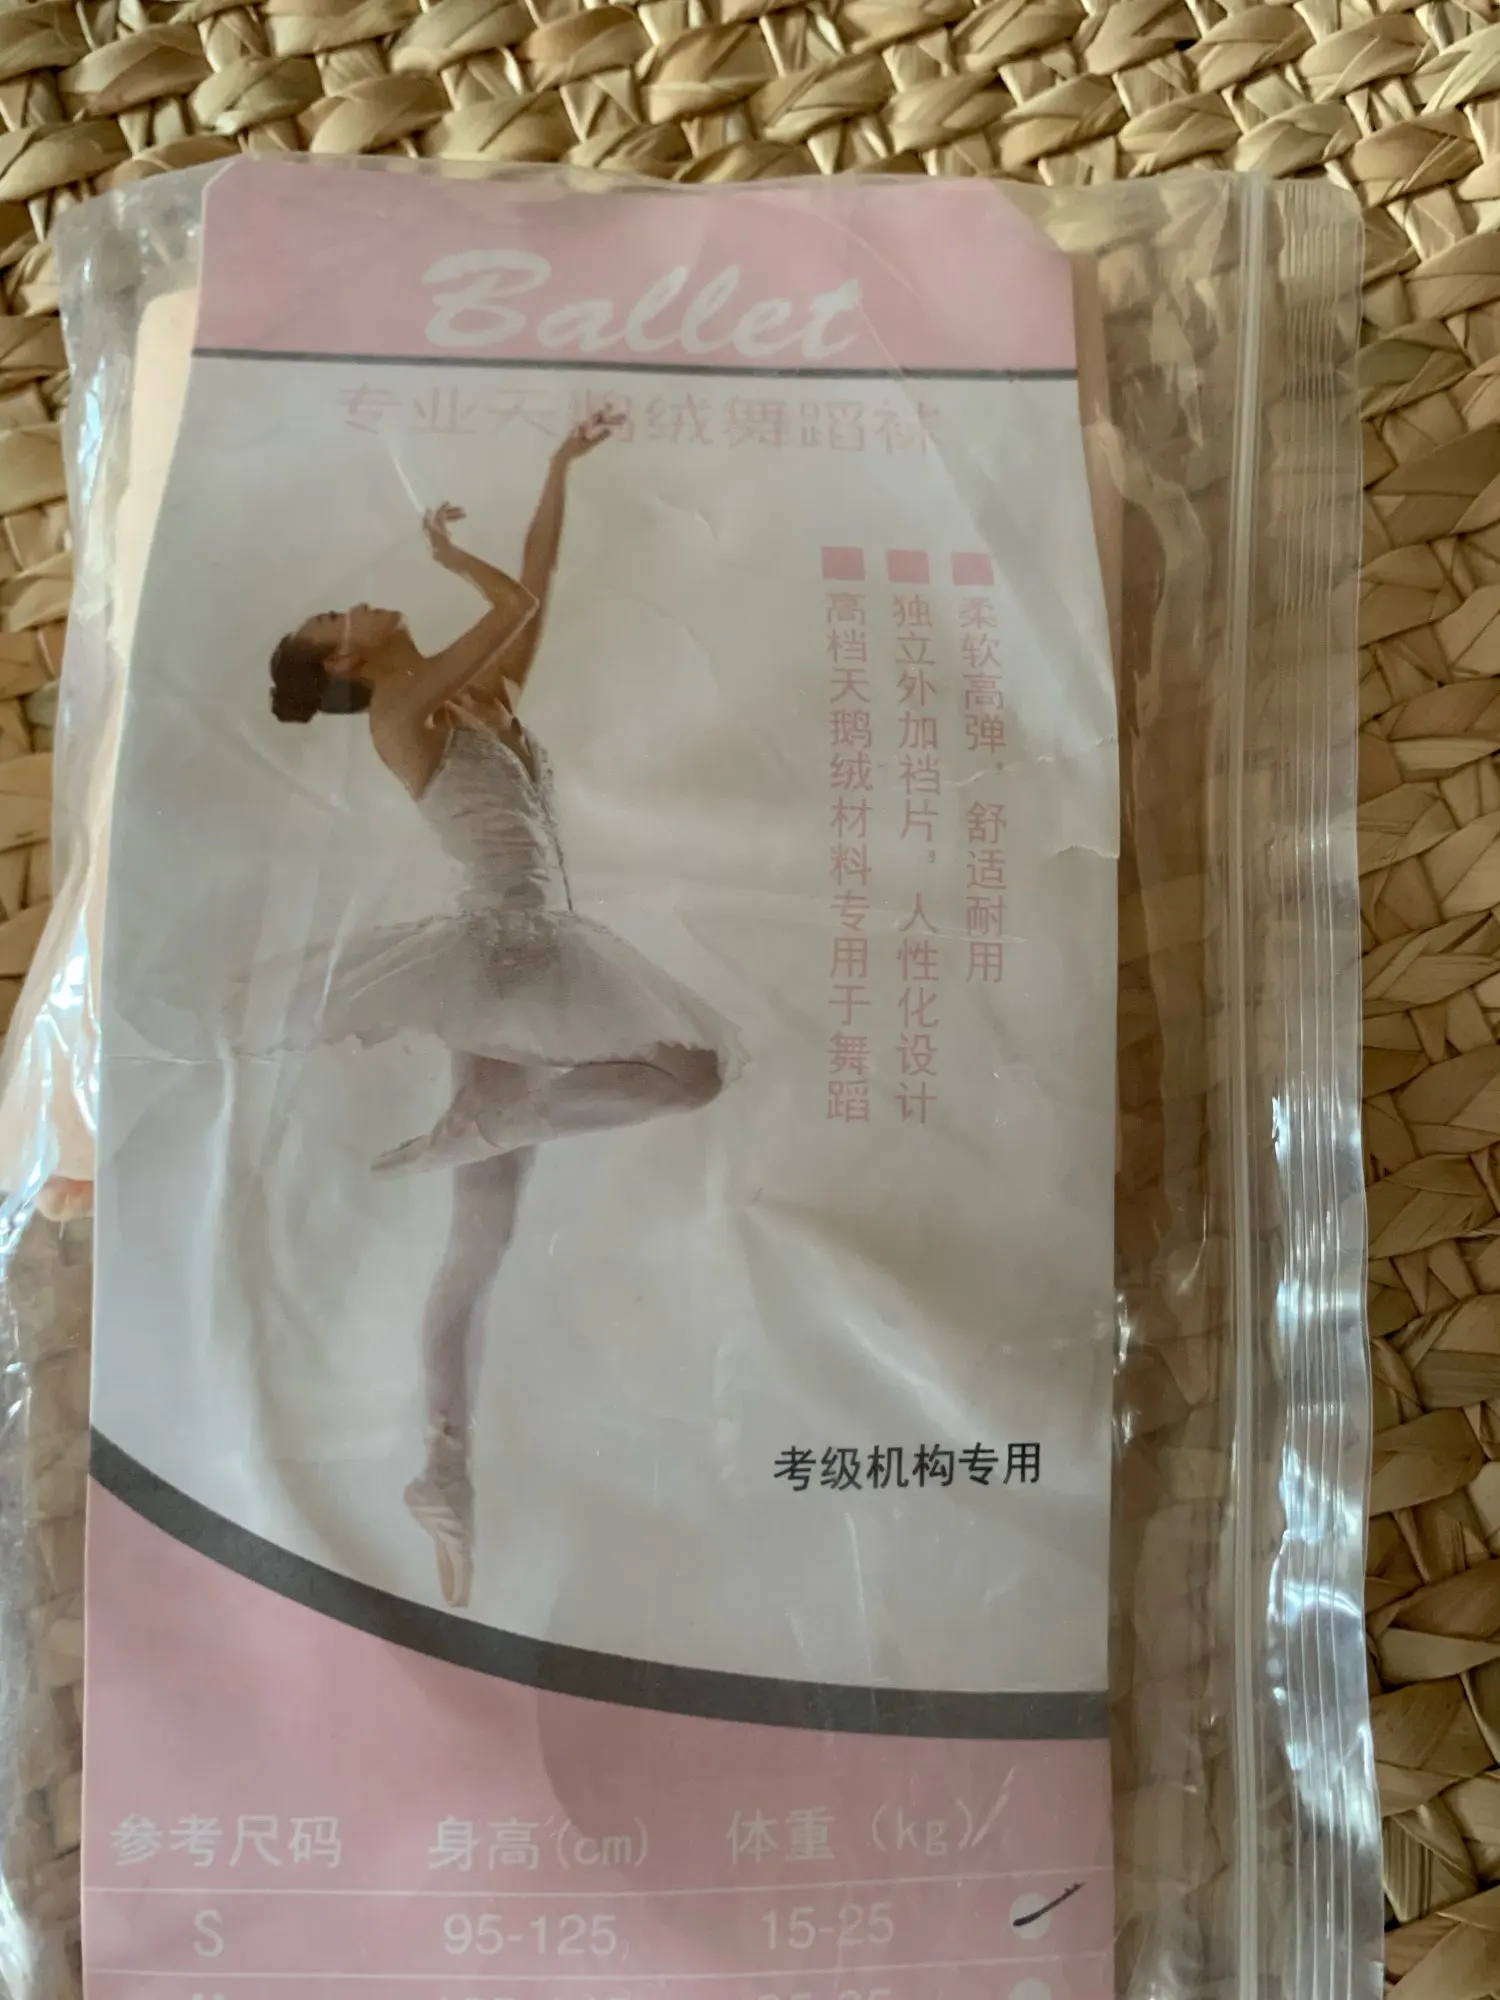 Ballet
专业天鹅绒舞蹈袜
柔软高弹，舒适耐用
独立外加裆片，人性化设计
高档天鹅绒材料专用于舞蹈
考级机构专用
参考尺码 身高(cm) 体重(kg)
S 95-125 15-25